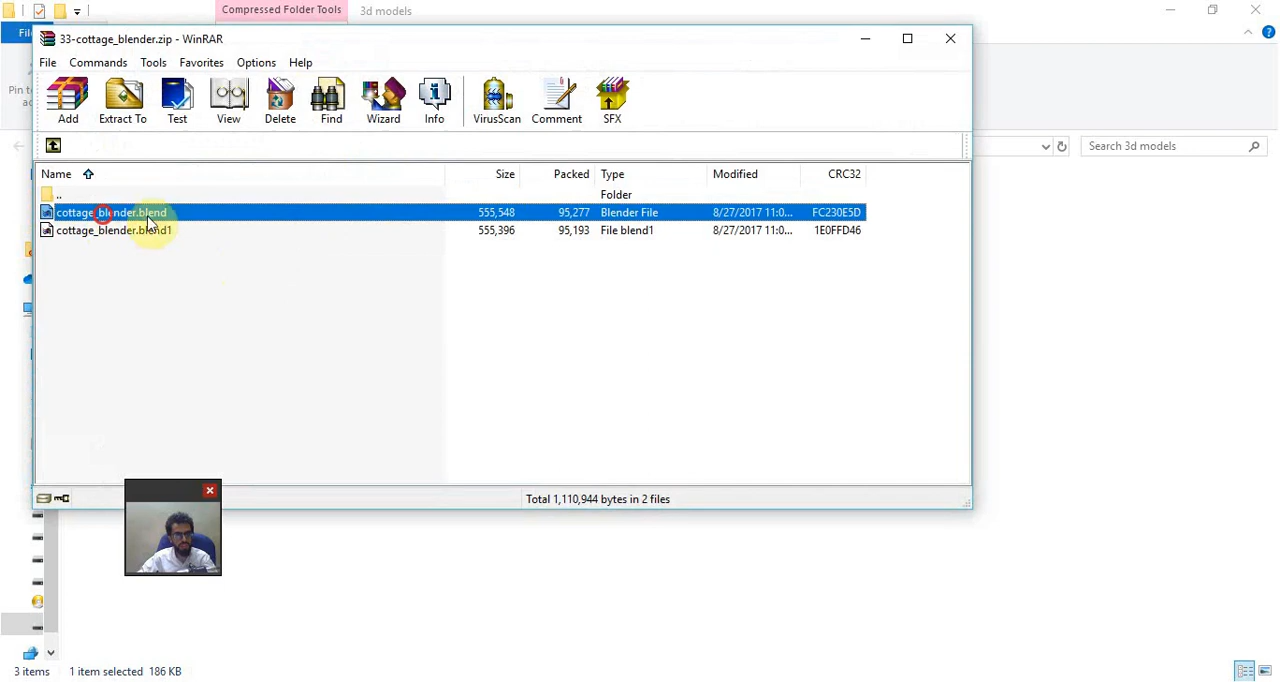 Compressed Folder Tools
3d models
33-cottage_blender.zip - WinRAR
File Commands Tools Favorites Options Help
Add Extract To Test View Delete Find Wizard Info VirusScan Comment SFX
Search 3d models
Name Size Packed Type Modified CRC32
.. Folder
cottage_blender.blend 555,548 95,277 Blender File 8/27/2017 11:0... FC230E5D
cottage_blender.blend1 555,396 95,193 File blend1 8/27/2017 11:0... 1E0FFD46
Total 1,110,944 bytes in 2 files
3 items 1 item selected 186 KB